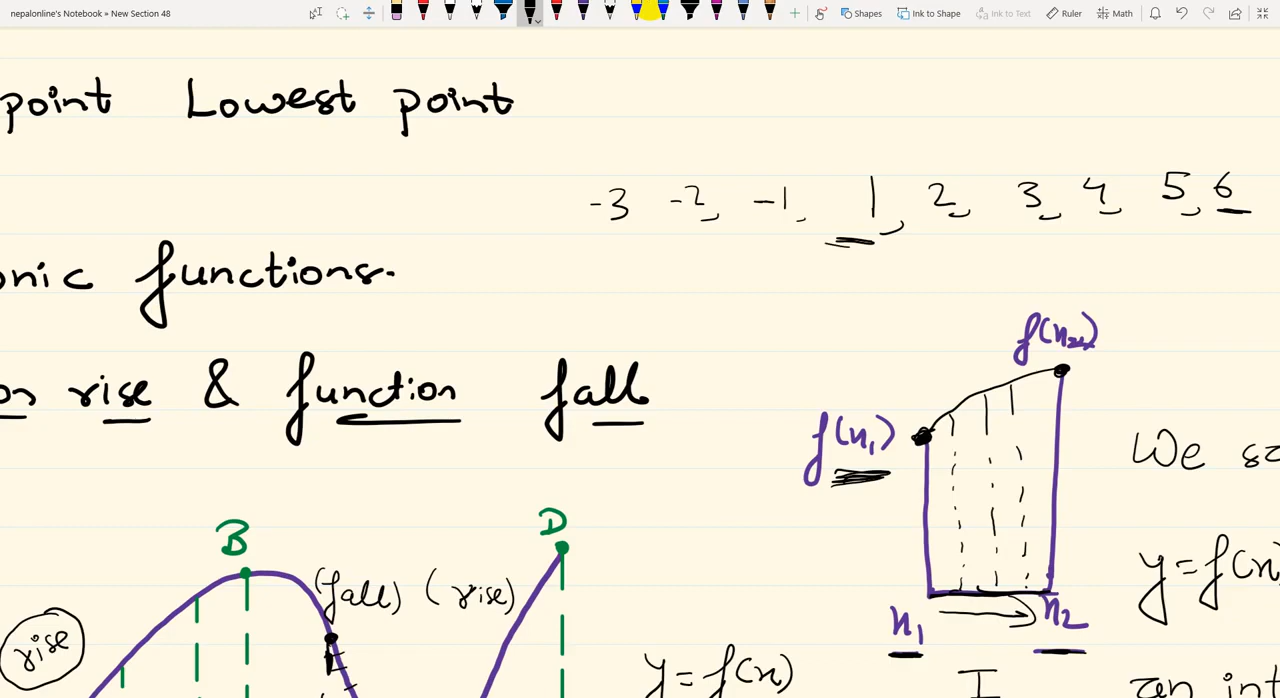 nepalonline's Notebook » New Section 48
Shapes Ink to Shape Ink to Text Ruler Math
point Lowest point
-3 -2 -1 1 2 3 4 5 6
onic functions.
on rise & function fall
f(x₂)
f(x₁)
We
B
D
(fall) (rise)
y=f(x)
x₁ x₂
rise
y=f(x)
I an int